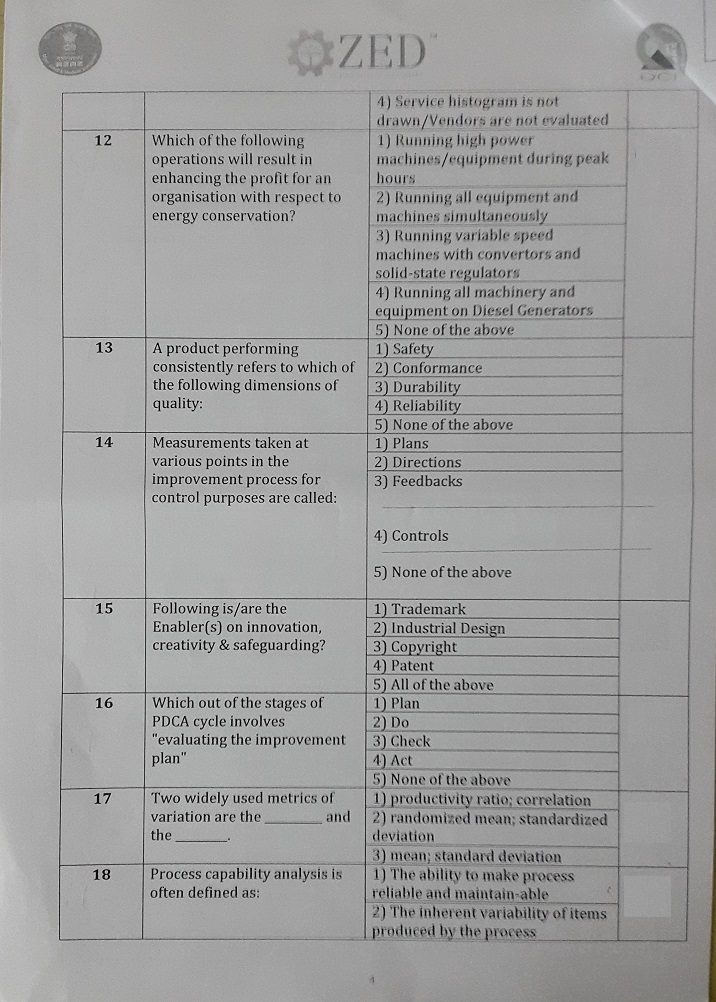 ZED
QCI
4) Service histogram is not
drawn/Vendors are not evaluated
12
Which of the following
operations will result in
enhancing the profit for an
organisation with respect to
energy conservation?
1) Running high power
machines/equipment during peak
hours
2) Running all equipment and
machines simultaneously
3) Running variable speed
machines with convertors and
solid-state regulators
4) Running all machinery and
equipment on Diesel Generators
5) None of the above
13
A product performing
consistently refers to which of
the following dimensions of
quality:
1) Safety
2) Conformance
3) Durability
4) Reliability
5) None of the above
14
Measurements taken at
various points in the
improvement process for
control purposes are called:
1) Plans
2) Directions
3) Feedbacks
4) Controls
5) None of the above
15
Following is/are the
Enabler(s) on innovation,
creativity & safeguarding?
1) Trademark
2) Industrial Design
3) Copyright
4) Patent
5) All of the above
16
Which out of the stages of
PDCA cycle involves
"evaluating the improvement
plan"
1) Plan
2) Do
3) Check
4) Act
5) None of the above
17
Two widely used metrics of
variation are the ________ and
the _______.
1) productivity ratio; correlation
2) randomized mean; standardized
deviation
3) mean; standard deviation
18
Process capability analysis is
often defined as:
1) The ability to make process
reliable and maintain-able
2) The inherent variability of items
produced by the process
4